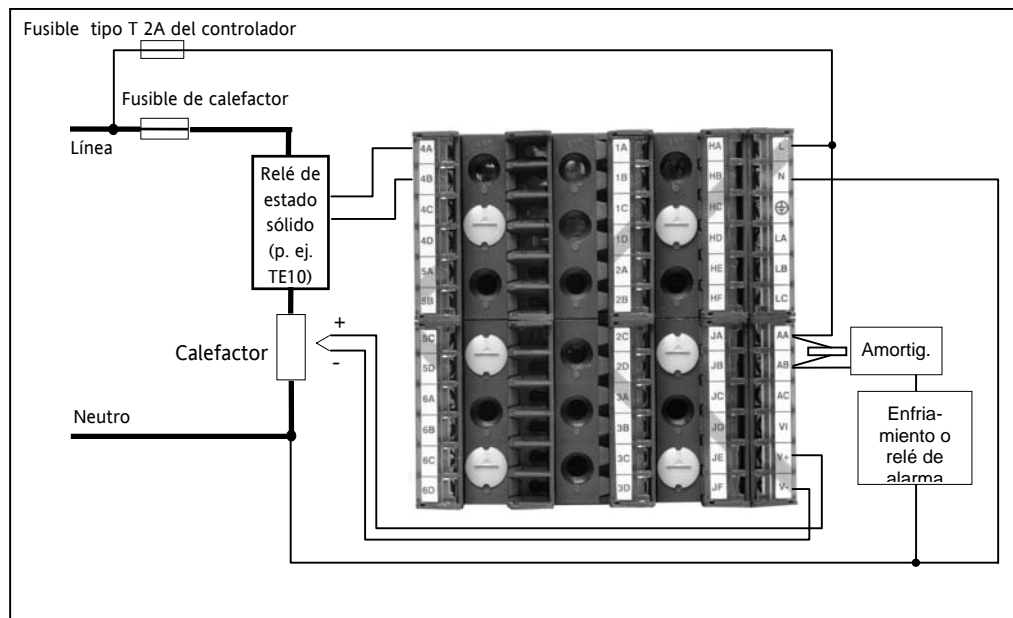 Fusible tipo T 2A del controlador
Fusible de calefactor
Línea
Relé de
estado
sólido
(p. ej.
TE10)
+
-
Calefactor
Neutro
4A
4B
4C
4D
5A
5B
5C
5D
6A
6B
6C
6D
1A
1B
1C
1D
2A
2B
2C
2D
3A
3B
3C
3D
HA
HB
HC
HD
HE
HF
JA
JB
JC
JD
JE
JF
L
N
LA
LB
LC
AA
AB
AC
VI
V+
V-
Amortig.
Enfria-
miento o
relé de
alarma